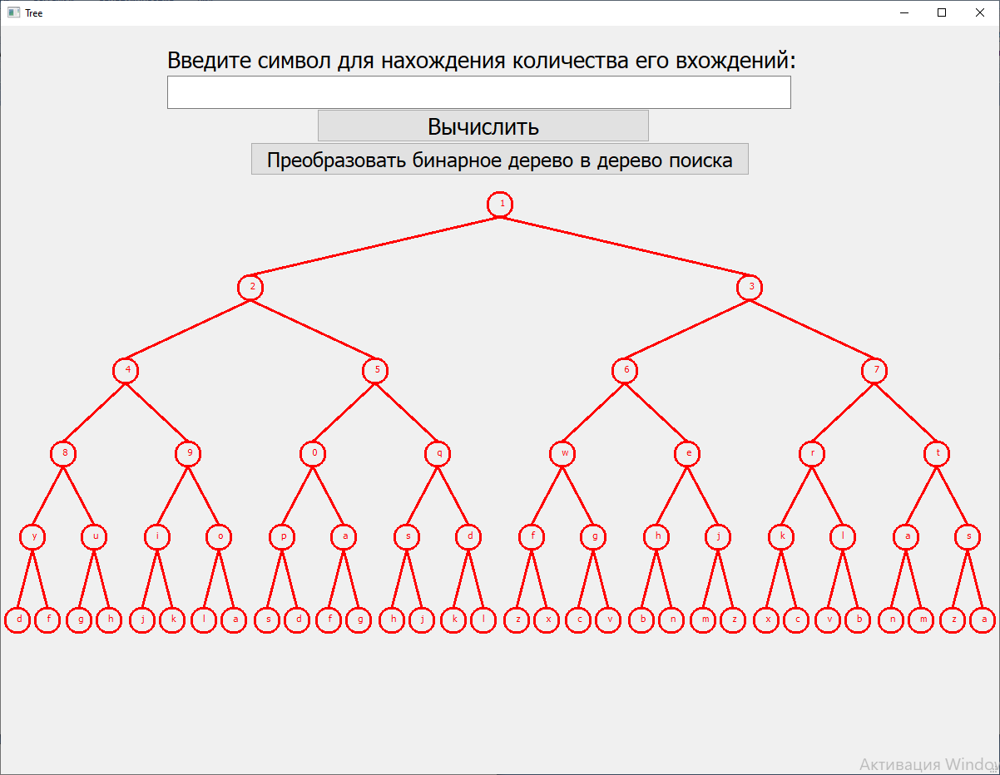 Tree
Введите символ для нахождения количества его вхождений:
Вычислить
Преобразовать бинарное дерево в дерево поиска
1
2 3
4 5 6 7
8 9 0 q w e r t
y u i o p a s d f g h j k l a s
d f g h j k l a s d f g h j k l z x c v b n m z x c v b n m z a
Активация Window